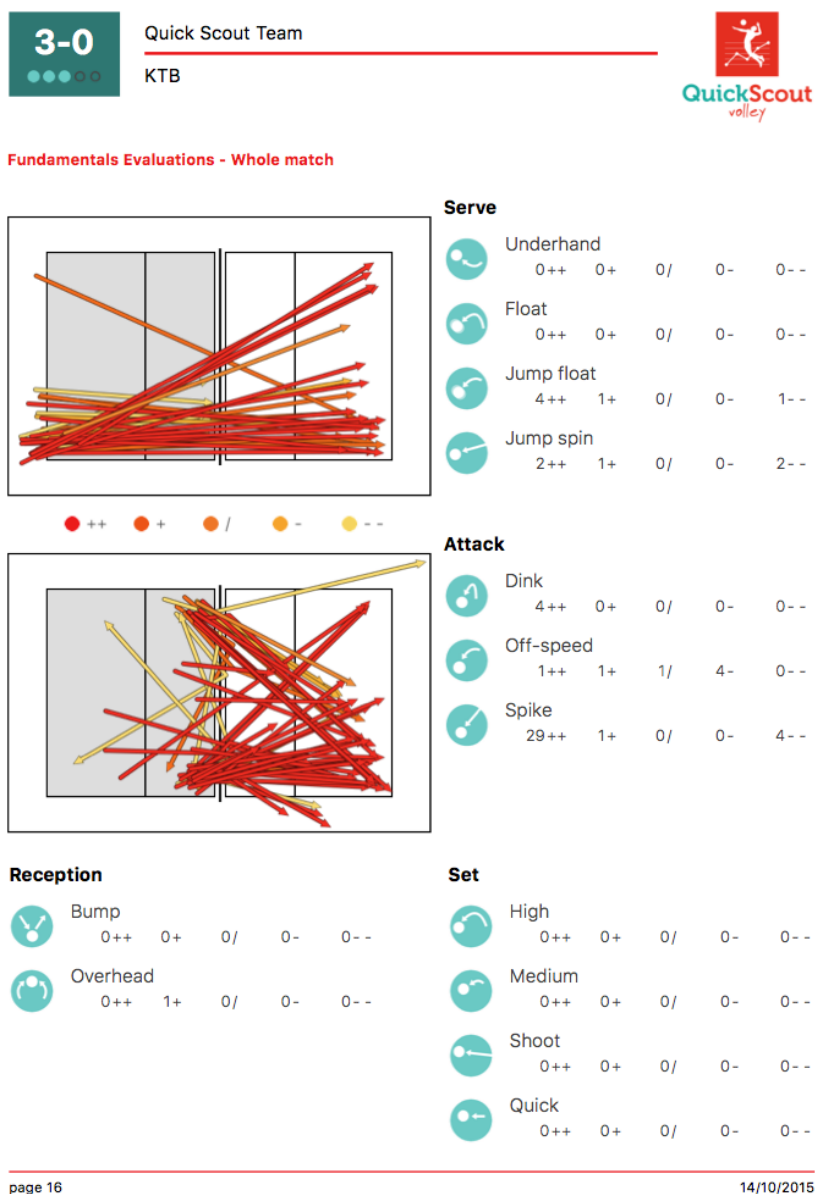 3-0
Quick Scout Team
KTB
QuickScout
volley
Fundamentals Evaluations - Whole match
Serve
Underhand
0++ 0+ 0/ 0- 0--
Float
0++ 0+ 0/ 0- 0--
Jump float
4++ 1+ 0/ 0- 1--
Jump spin
2++ 1+ 0/ 0- 2--
++ + / - --
Attack
Dink
4++ 0+ 0/ 0- 0--
Off-speed
1++ 1+ 1/ 4- 0--
Spike
29++ 1+ 0/ 0- 4--
Reception
Bump
0++ 0+ 0/ 0- 0--
Overhead
0++ 1+ 0/ 0- 0--
Set
High
0++ 0+ 0/ 0- 0--
Medium
0++ 0+ 0/ 0- 0--
Shoot
0++ 0+ 0/ 0- 0--
Quick
0++ 0+ 0/ 0- 0--
page 16
14/10/2015